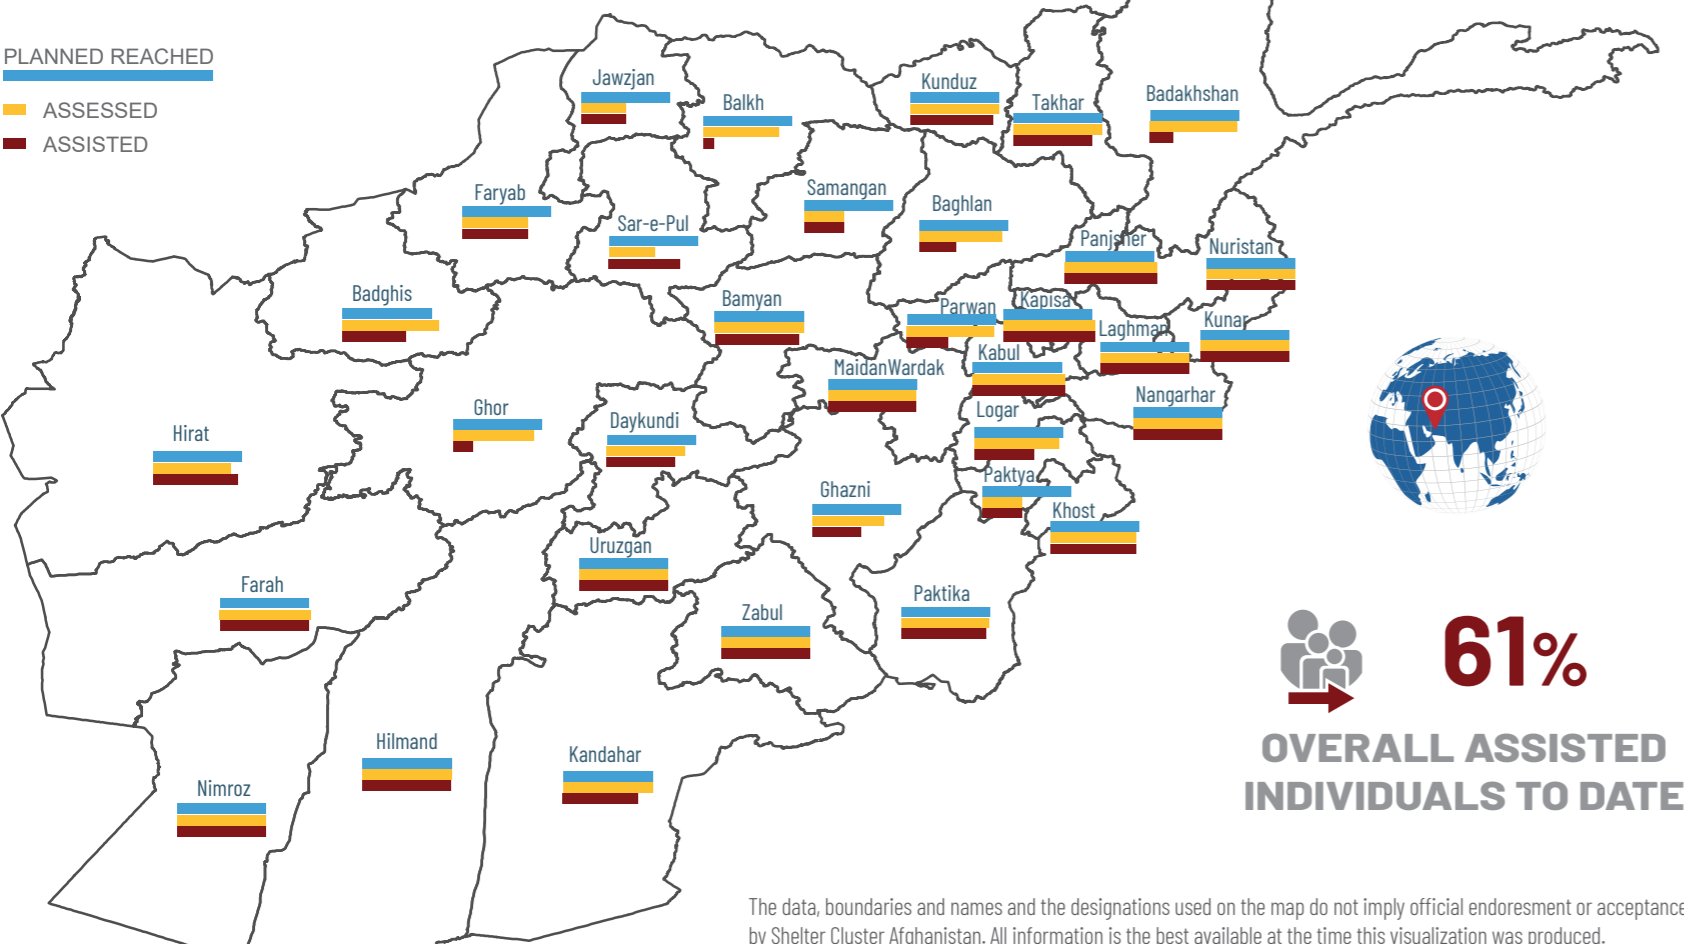 PLANNED REACHED
ASSESSED
ASSISTED
Jawzjan
Balkh
Kunduz
Takhar
Badakhshan
Faryab
Sar-e-Pul
Samangan
Baghlan
Panjsher
Nuristan
Badghis
Bamyan
Parwan
Kapisa
Laghman
Kunar
MaidanWardak
Kabul
Nangarhar
Hirat
Ghor
Daykundi
Logar
Paktya
Ghazni
Khost
Uruzgan
Farah
Zabul
Paktika
Hilmand
Kandahar
Nimroz
61%
OVERALL ASSISTED
INDIVIDUALS TO DATE
The data, boundaries and names and the designations used on the map do not imply official endoresment or acceptance
by Shelter Cluster Afghanistan. All information is the best available at the time this visualization was produced.